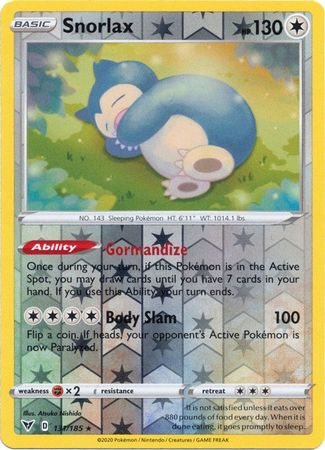 BASIC Snorlax HP 130
NO. 143 Sleeping Pokémon HT: 6'11" WT: 1014.1 lbs.
Ability Gormandize
Once during your turn, if this Pokémon is in the Active
Spot, you may draw cards until you have 7 cards in your
hand. If you use this Ability, your turn ends.
Body Slam 100
Flip a coin. If heads, your opponent's Active Pokémon is
now Paralyzed.
weakness ×2 resistance retreat
Illus. Atsuko Nishido
D 131/185 ★
It is not satisfied unless it eats over
880 pounds of food every day. When it is
done eating, it goes promptly to sleep.
©2020 Pokémon / Nintendo / Creatures / GAME FREAK